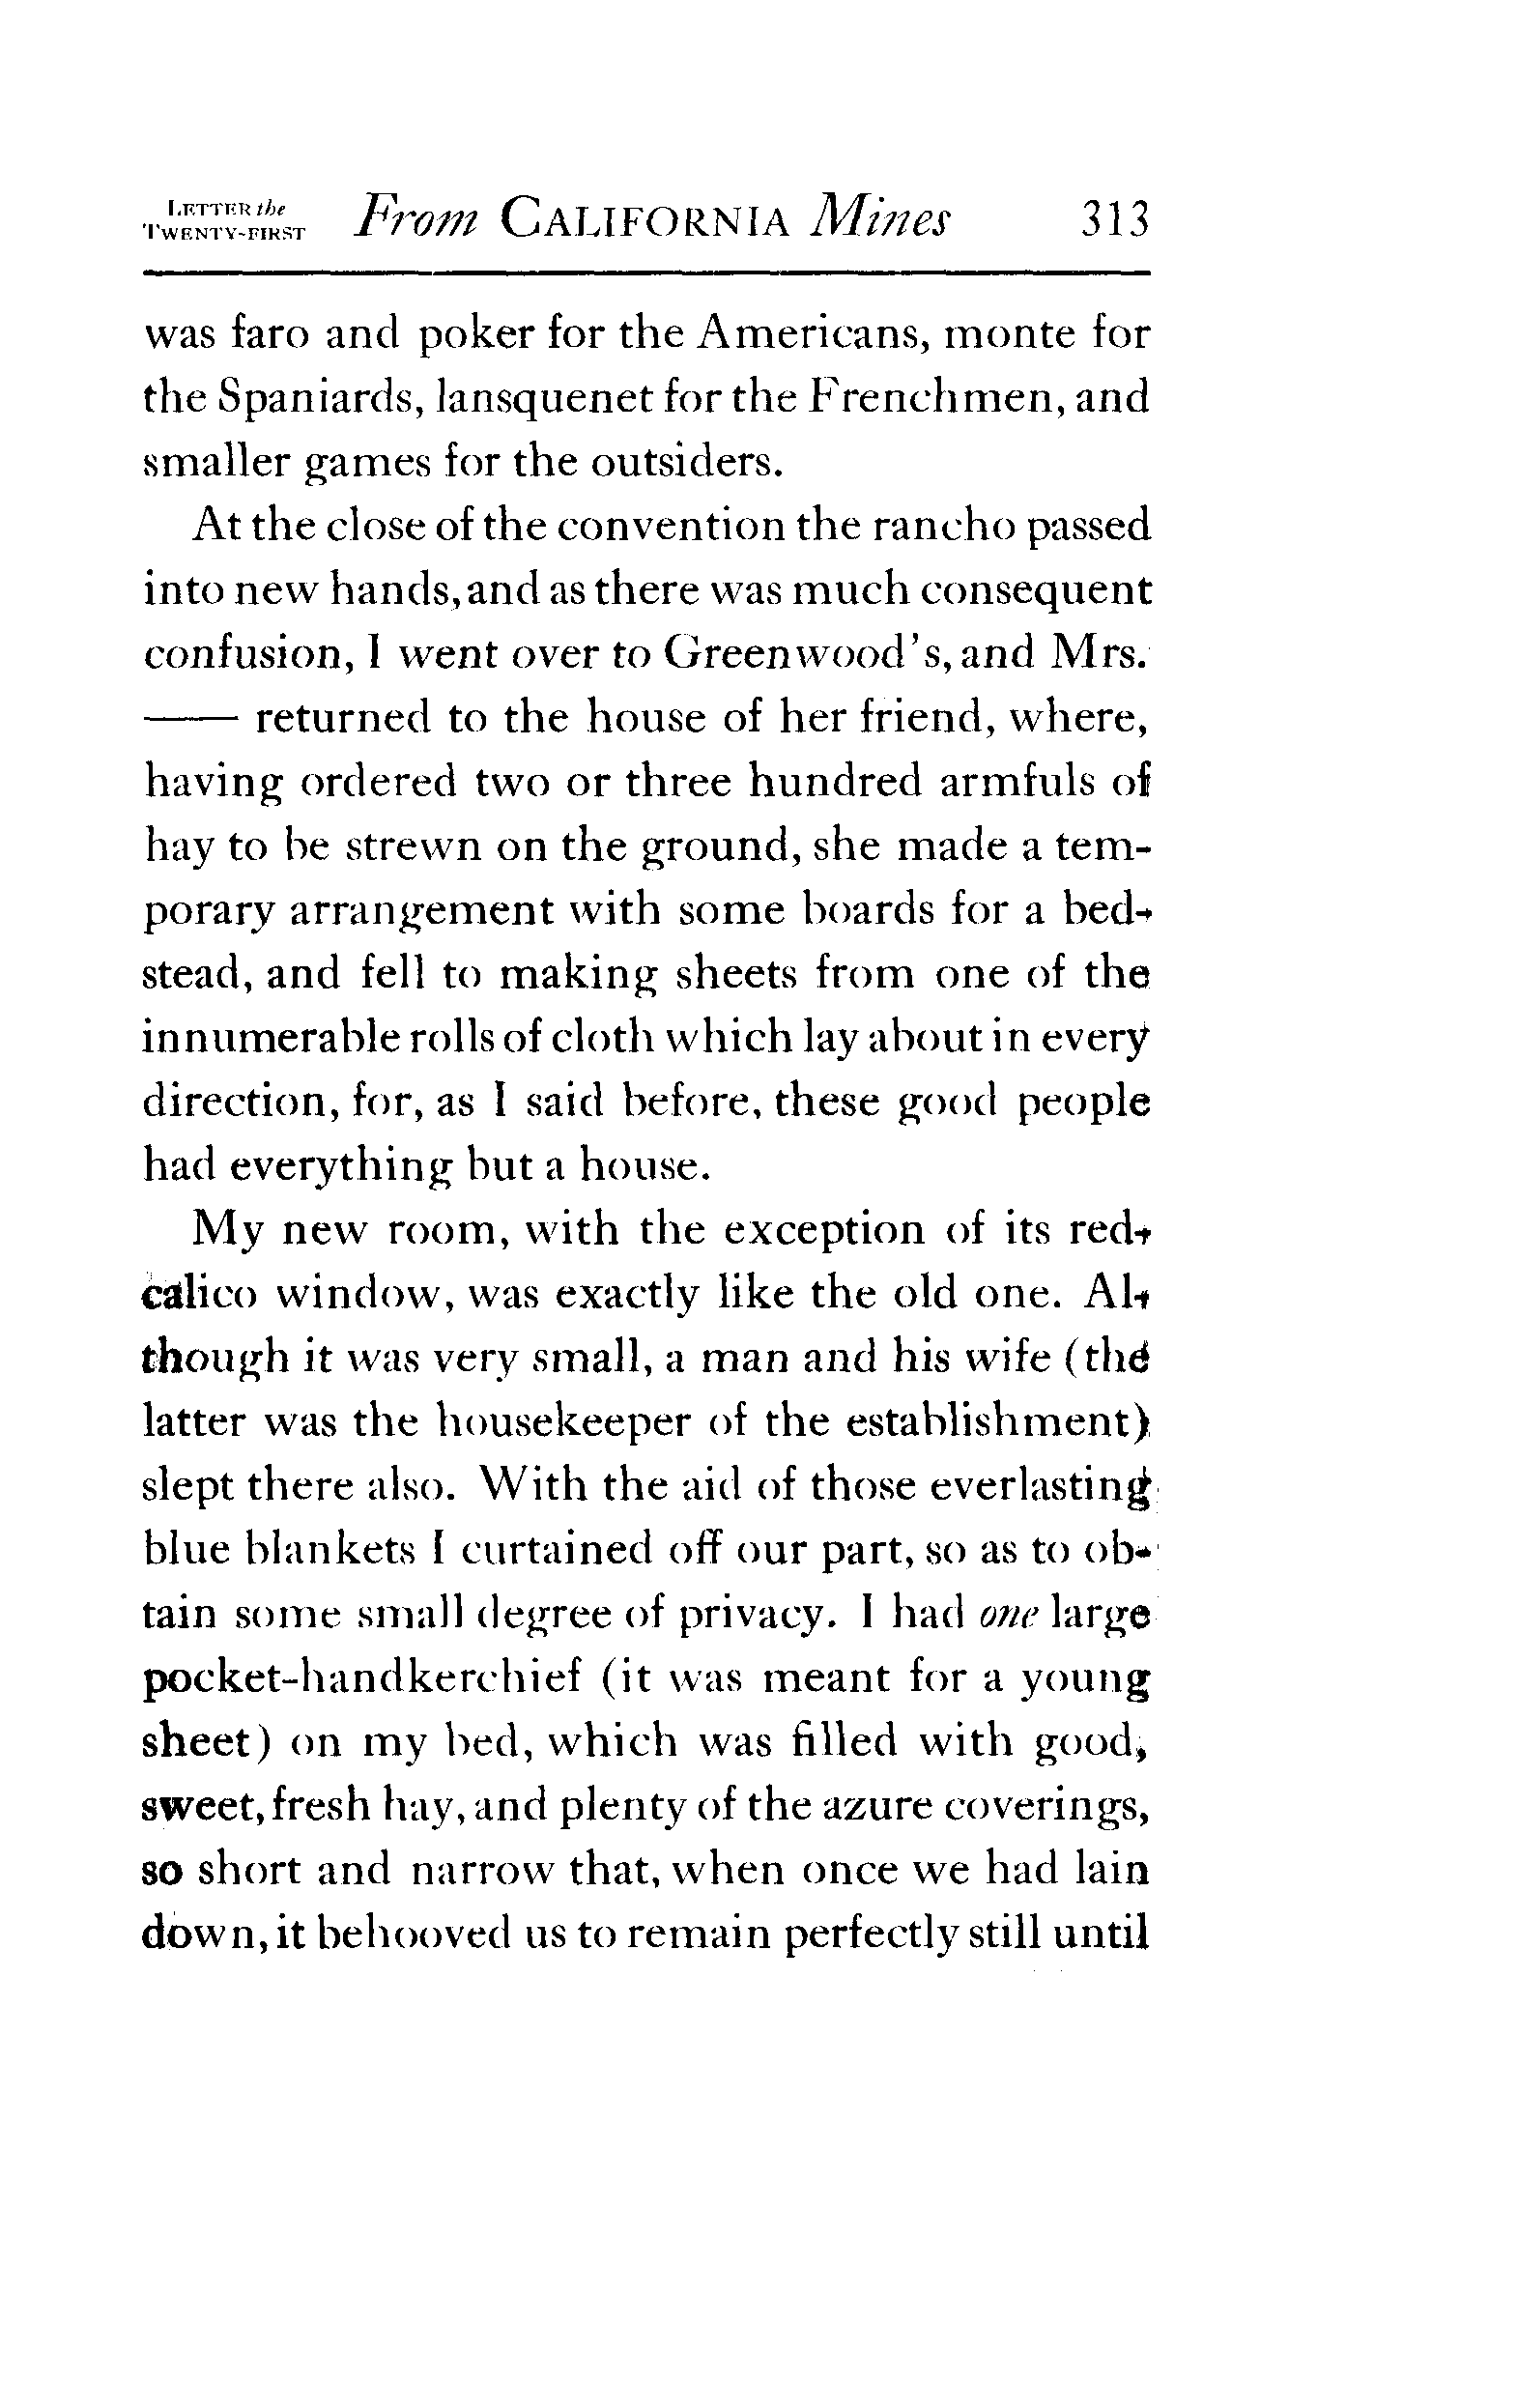 LETTER the
TWENTY-FIRST
From CALIFORNIA Mines 313
was faro and poker for the Americans, monte for
the Spaniards, lansquenet for the Frenchmen, and
smaller games for the outsiders.
At the close of the convention the rancho passed
into new hands, and as there was much consequent
confusion, I went over to Greenwood's, and Mrs.
—— returned to the house of her friend, where,
having ordered two or three hundred armfuls of
hay to be strewn on the ground, she made a tem-
porary arrangement with some boards for a bed-
stead, and fell to making sheets from one of the
innumerable rolls of cloth which lay about in every
direction, for, as I said before, these good people
had everything but a house.
My new room, with the exception of its red-
calico window, was exactly like the old one. Al-
though it was very small, a man and his wife (the
latter was the housekeeper of the establishment)
slept there also. With the aid of those everlasting
blue blankets I curtained off our part, so as to ob-
tain some small degree of privacy. I had one large
pocket-handkerchief (it was meant for a young
sheet) on my bed, which was filled with good,
sweet, fresh hay, and plenty of the azure coverings,
so short and narrow that, when once we had lain
down, it behooved us to remain perfectly still until